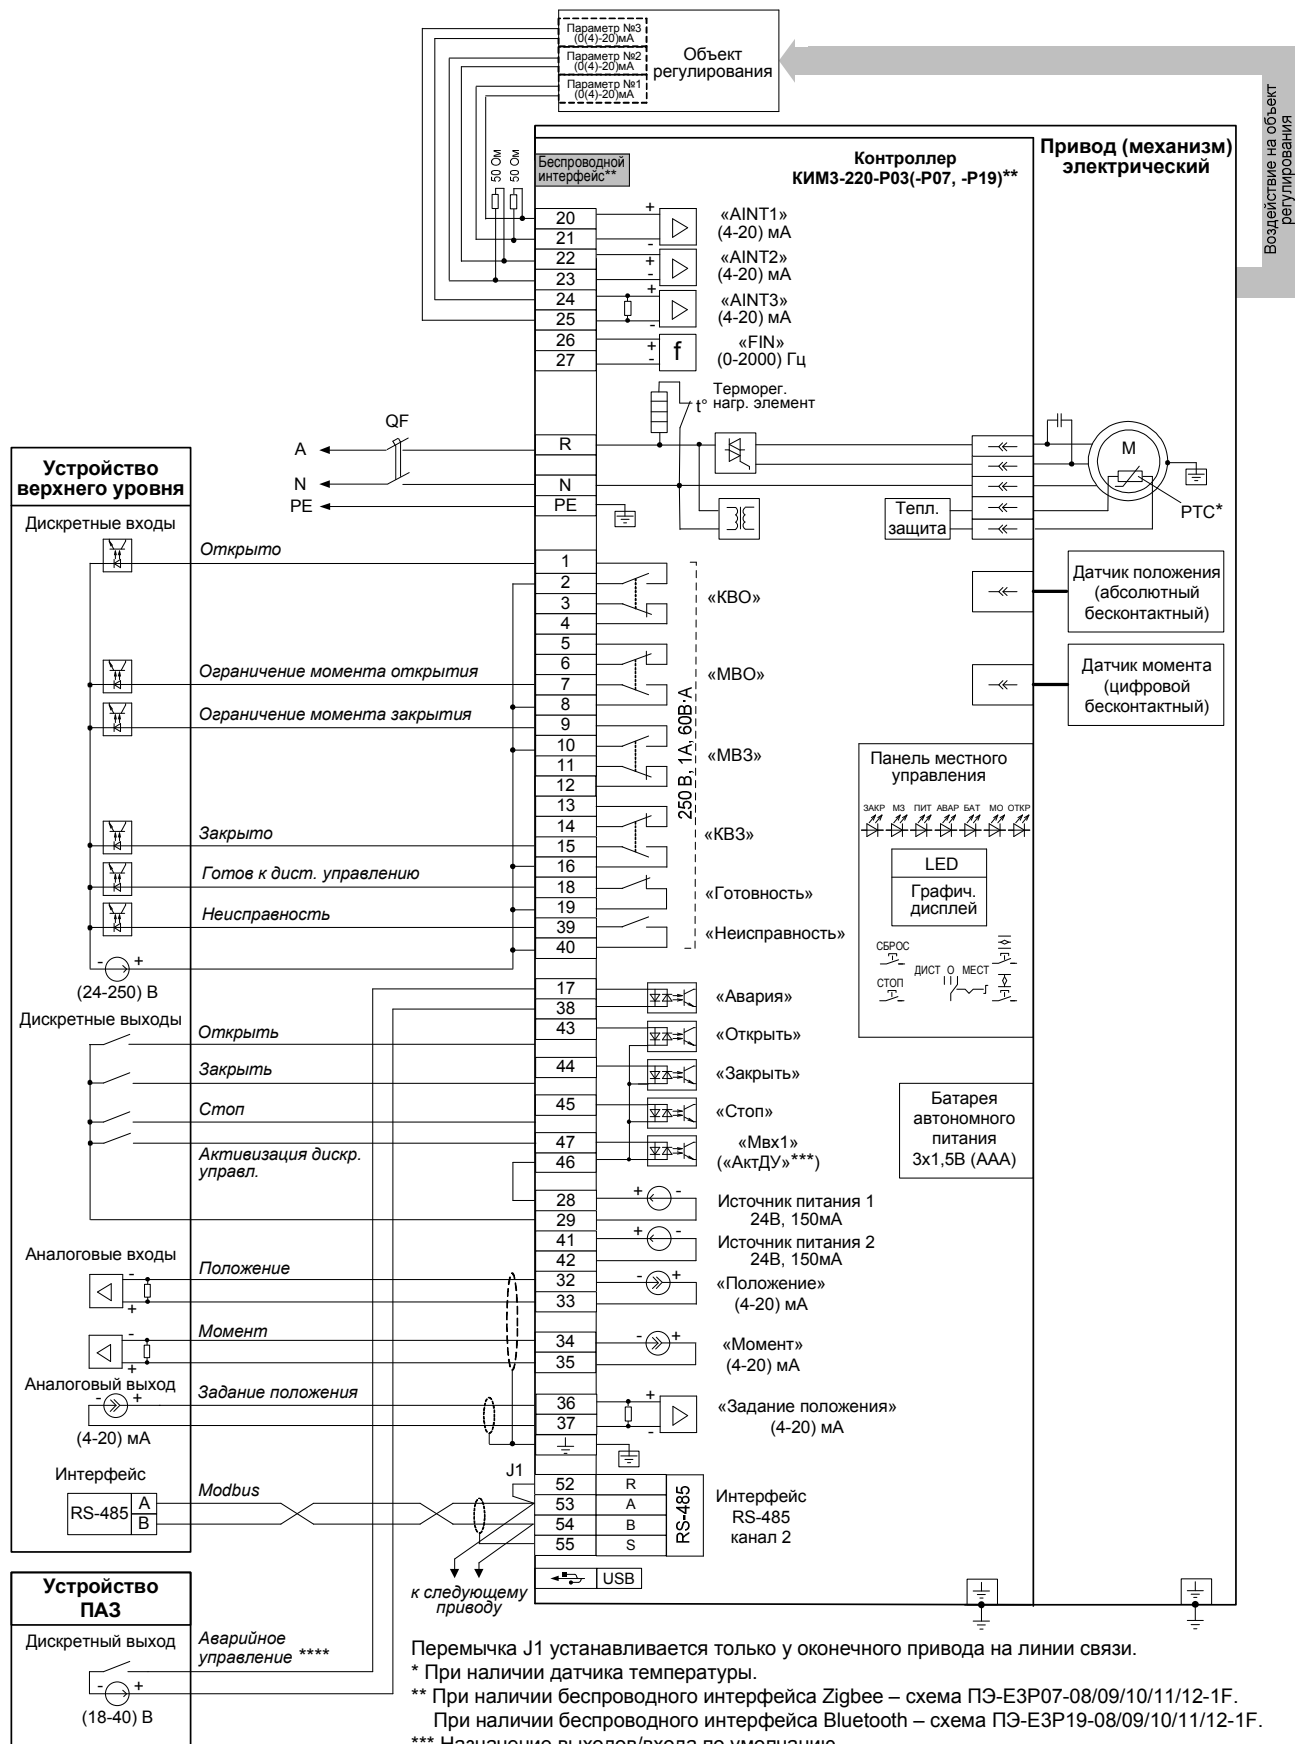 Параметр №3
(0(4)-20)мА
Параметр №2
(0(4)-20)мА
Параметр №1
(0(4)-20)мА
Объект
регулирования
Воздействие на объект
регулирования
50 Ом
50 Ом
Беспроводной
интерфейс**
Контроллер
КИМ3-220-Р03(-Р07, -Р19)**
Привод (механизм)
электрический
20
21
22
23
24
25
26
27
+
-
«AINT1»
(4-20) мА
+
-
«AINT2»
(4-20) мА
+
-
«AINT3»
(4-20) мА
+
-
f
«FIN»
(0-2000) Гц
Терморег.
t° нагр. элемент
QF
A
N
PE
R
N
PE
M
PTC*
Тепл.
защита
Датчик положения
(абсолютный
бесконтактный)
Датчик момента
(цифровой
бесконтактный)
Устройство
верхнего уровня
Дискретные входы
Открыто
Ограничение момента открытия
Ограничение момента закрытия
Закрыто
Готов к дист. управлению
Неисправность
- +
(24-250) В
1
2
3
4
5
6
7
8
9
10
11
12
13
14
15
16
18
19
39
40
«КВО»
«МВО»
«МВЗ»
«КВЗ»
«Готовность»
«Неисправность»
250 В, 1А, 60В·А
Панель местного
управления
ЗАКР МЗ ПИТ АВАР БАТ МО ОТКР
LED
Графич.
дисплей
СБРОС
СТОП
ДИСТ О МЕСТ
Батарея
автономного
питания
3х1,5В (ААА)
Дискретные выходы
Открыть
Закрыть
Стоп
Активизация дискр.
управл.
17
38
43
44
45
47
46
28
29
41
42
32
33
34
35
36
37
«Авария»
«Открыть»
«Закрыть»
«Стоп»
«Мвх1»
(«АктДУ»***)
+ -
Источник питания 1
24В, 150мА
+ -
Источник питания 2
24В, 150мА
- +
«Положение»
(4-20) мА
- +
«Момент»
(4-20) мА
+
-
«Задание положения»
(4-20) мА
Аналоговые входы
Положение
-
+
Момент
-
+
Аналоговый выход
Задание положения
- +
(4-20) мА
Интерфейс
RS-485
A
B
Modbus
J1
52 R
53 A
54 B
55 S
RS-485
Интерфейс
RS-485
канал 2
USB
к следующему
приводу
Устройство
ПАЗ
Дискретный выход
Аварийное
управление ****
- +
(18-40) В
Перемычка J1 устанавливается только у оконечного привода на линии связи.
* При наличии датчика температуры.
** При наличии беспроводного интерфейса Zigbee – схема ПЭ-Е3Р07-08/09/10/11/12-1F.
При наличии беспроводного интерфейса Bluetooth – схема ПЭ-Е3Р19-08/09/10/11/12-1F.
*** Назначение выходов/входа по умолчанию